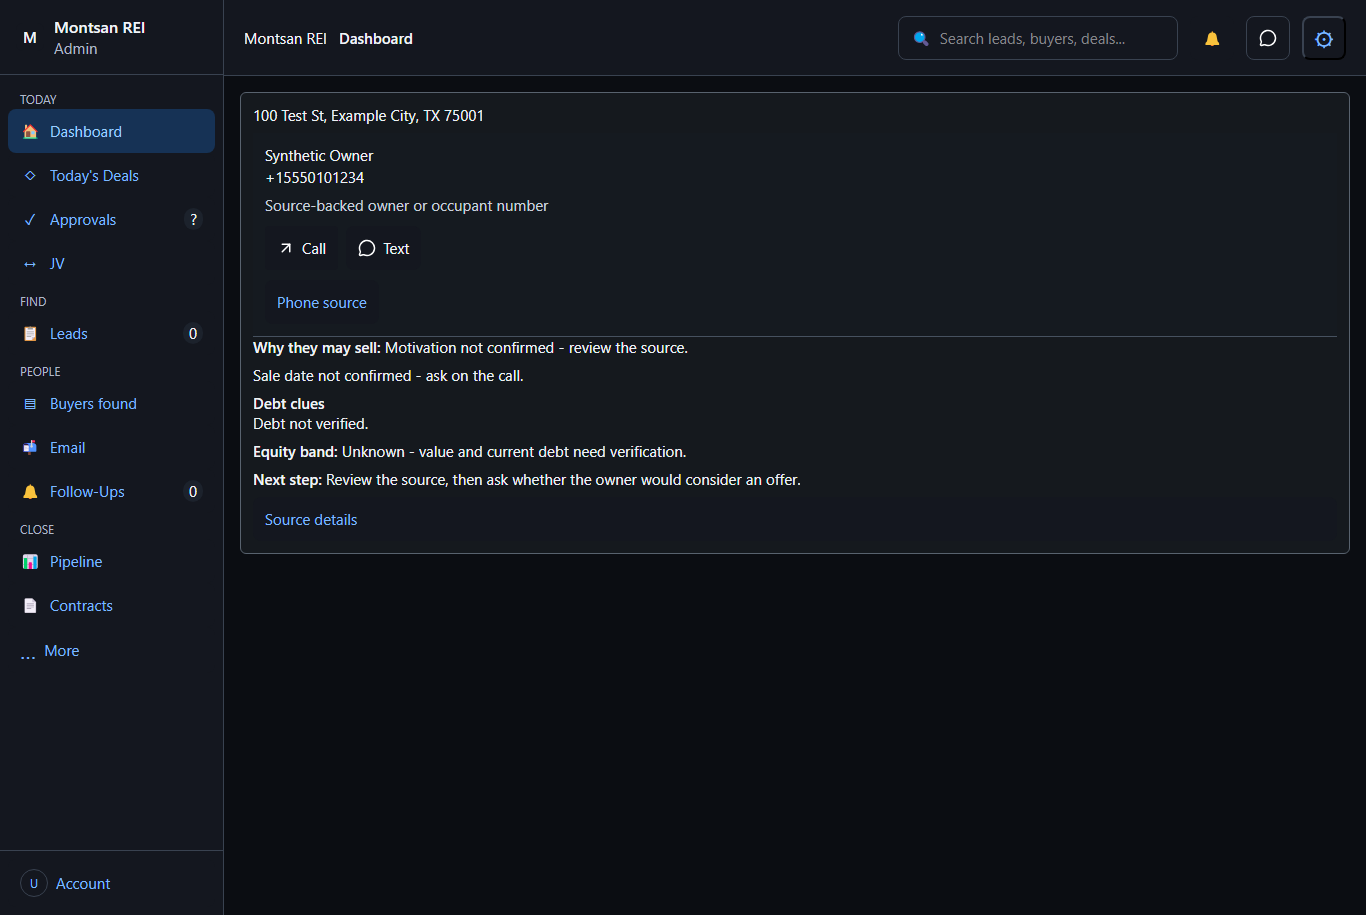 M
Montsan REI
Admin
TODAY
Dashboard
Today's Deals
Approvals ?
JV
FIND
Leads 0
PEOPLE
Buyers found
Email
Follow-Ups 0
CLOSE
Pipeline
Contracts
... More
U Account
Montsan REI Dashboard
Search leads, buyers, deals...
100 Test St, Example City, TX 75001
Synthetic Owner
+15550101234
Source-backed owner or occupant number
Call Text
Phone source
Why they may sell: Motivation not confirmed - review the source.
Sale date not confirmed - ask on the call.
Debt clues
Debt not verified.
Equity band: Unknown - value and current debt need verification.
Next step: Review the source, then ask whether the owner would consider an offer.
Source details